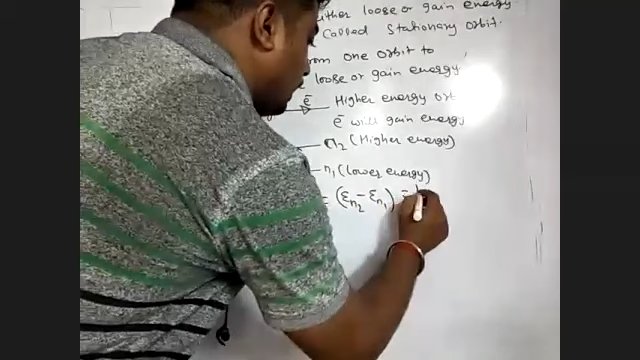 either loose or gain energy.
Called Stationary Orbit.
from one orbit to
loose or gain energy.
ē Higher energy orb
ē will gain energy
n2 (Higher energy)
n1 (lower energy)
= (En2 - En1) =